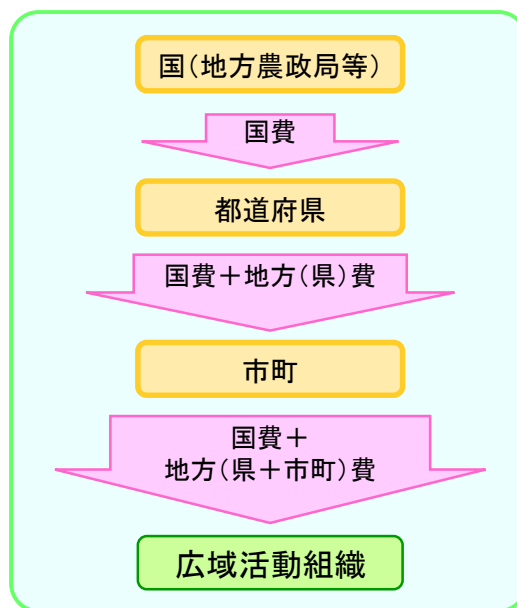 国(地方農政局等)
国費
都道府県
国費+地方(県)費
市町
国費+
地方(県+市町)費
広域活動組織